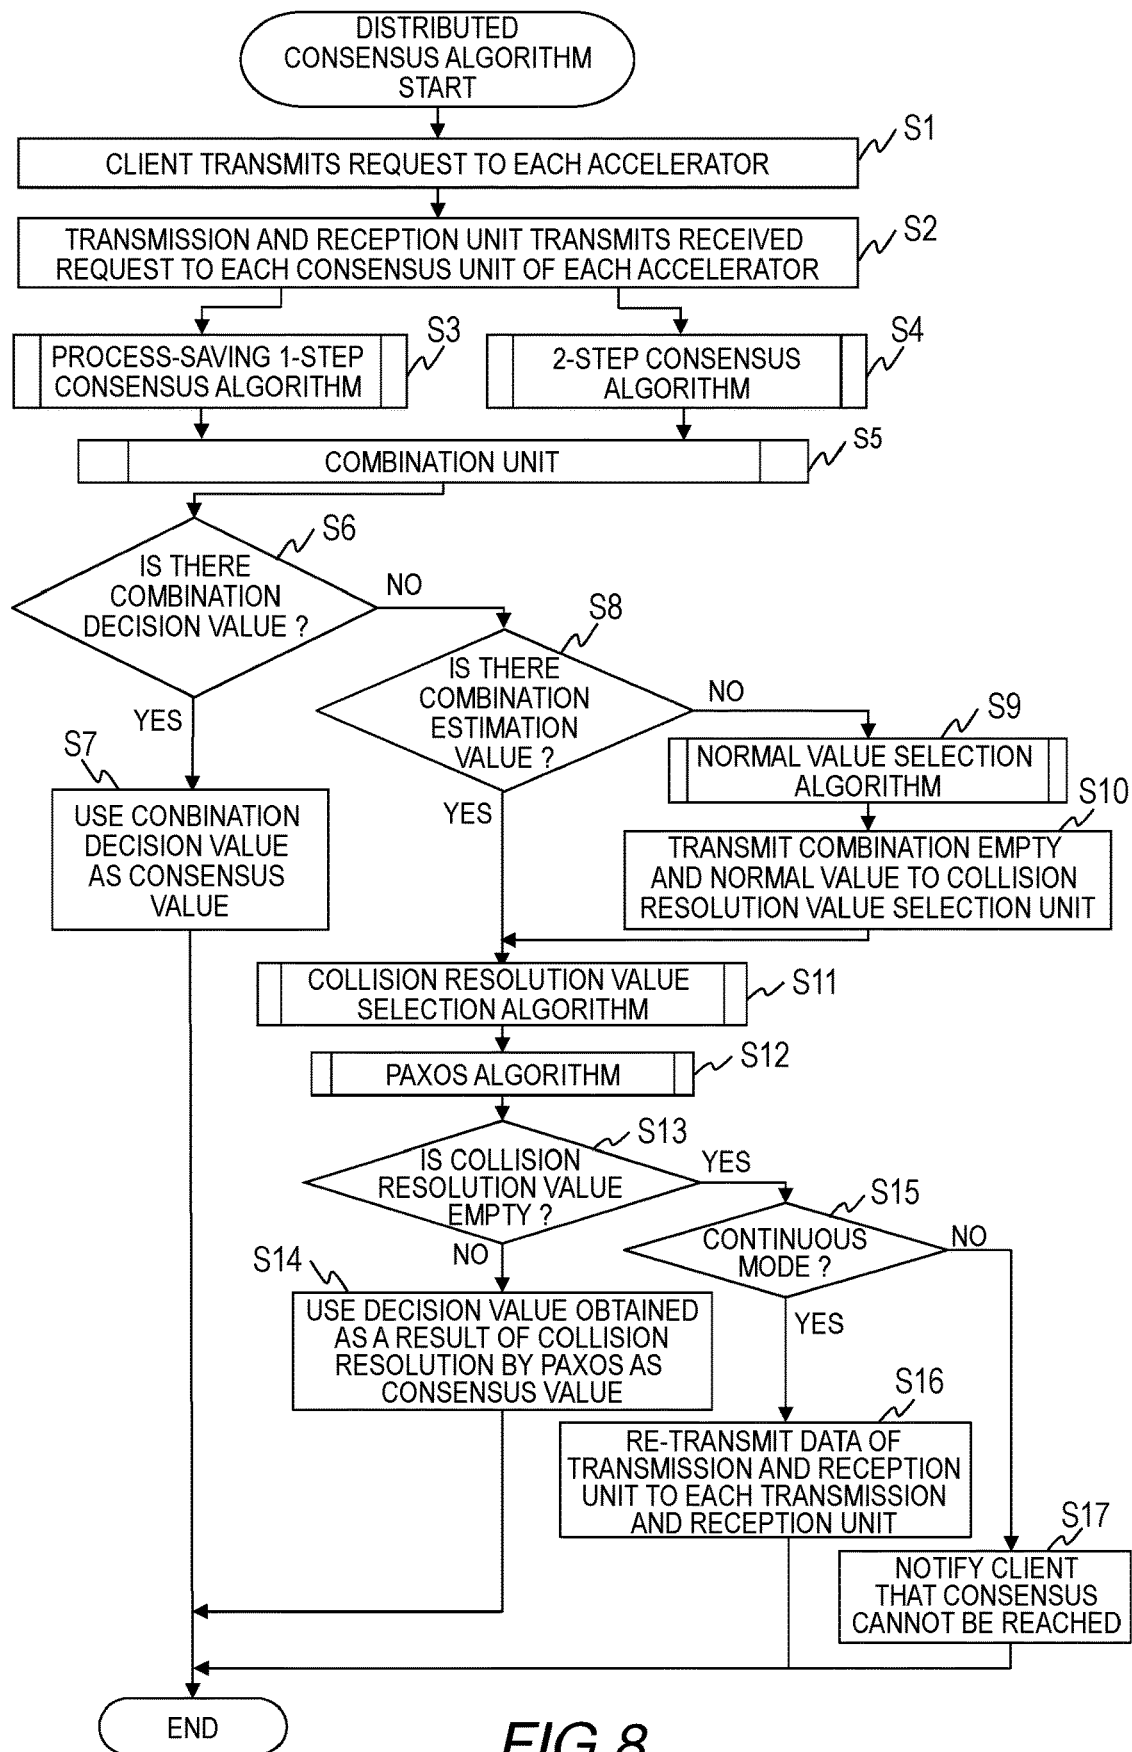 DISTRIBUTED
CONSENSUS ALGORITHM
START
S1
CLIENT TRANSMITS REQUEST TO EACH ACCELERATOR
S2
TRANSMISSION AND RECEPTION UNIT TRANSMITS RECEIVED
REQUEST TO EACH CONSENSUS UNIT OF EACH ACCELERATOR
S3
PROCESS-SAVING 1-STEP
CONSENSUS ALGORITHM
S4
2-STEP CONSENSUS
ALGORITHM
S5
COMBINATION UNIT
S6
IS THERE
COMBINATION
DECISION VALUE ?
NO
YES
S8
IS THERE
COMBINATION
ESTIMATION
VALUE ?
NO
YES
S7
USE CONBINATION
DECISION VALUE
AS CONSENSUS
VALUE
S9
NORMAL VALUE SELECTION
ALGORITHM
S10
TRANSMIT COMBINATION EMPTY
AND NORMAL VALUE TO COLLISION
RESOLUTION VALUE SELECTION UNIT
S11
COLLISION RESOLUTION VALUE
SELECTION ALGORITHM
S12
PAXOS ALGORITHM
S13
IS COLLISION
RESOLUTION VALUE
EMPTY ?
YES
NO
S15
CONTINUOUS
MODE ?
NO
YES
S14
USE DECISION VALUE OBTAINED
AS A RESULT OF COLLISION
RESOLUTION BY PAXOS AS
CONSENSUS VALUE
S16
RE-TRANSMIT DATA OF
TRANSMISSION AND RECEPTION
UNIT TO EACH TRANSMISSION
AND RECEPTION UNIT
S17
NOTIFY CLIENT
THAT CONSENSUS
CANNOT BE REACHED
END
FIG.8